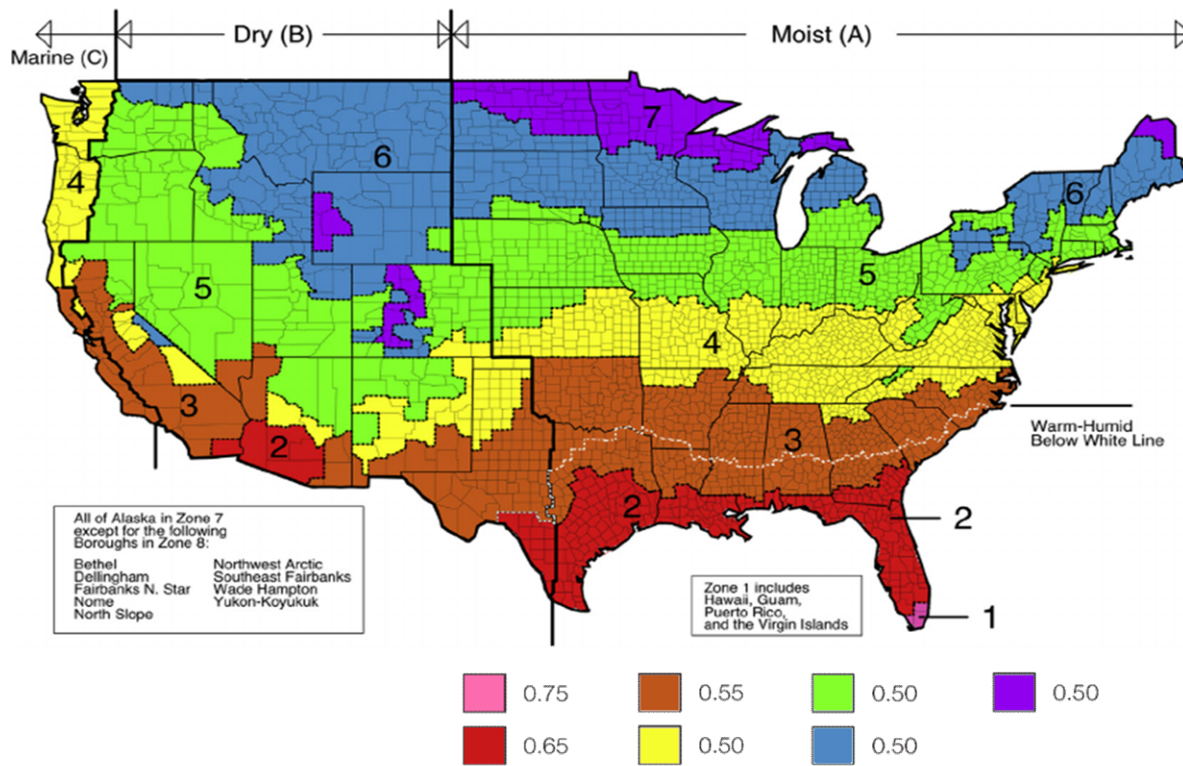 Marine (C)
Dry (B)
Moist (A)
7
6
4
6
5
5
4
3
3
2
2
Warm-Humid
Below White Line
2
1
All of Alaska in Zone 7
except for the following
Boroughs in Zone 8:
Bethel
Dellingham
Fairbanks N. Star
Nome
North Slope
Northwest Arctic
Southeast Fairbanks
Wade Hampton
Yukon-Koyukuk
Zone 1 includes
Hawaii, Guam,
Puerto Rico,
and the Virgin Islands
0.75
0.55
0.50
0.50
0.65
0.50
0.50